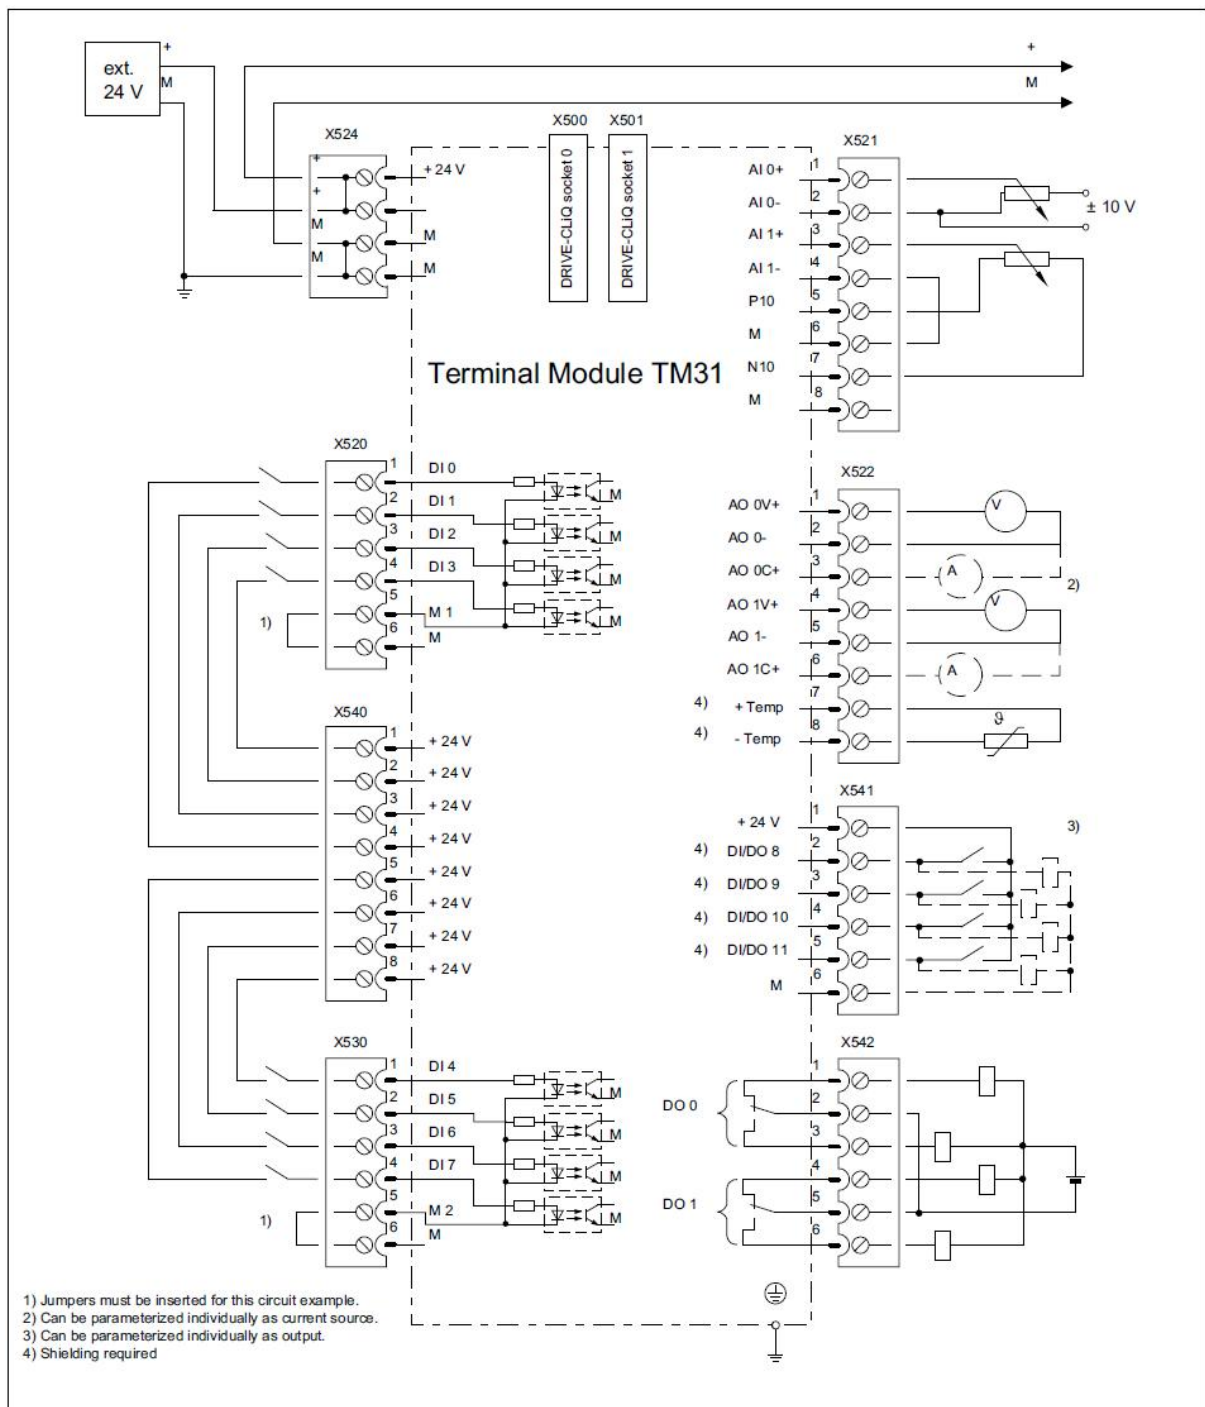 ext.
24 V
+
M
+
M
X524
+
+
M
M
+ 24 V
M
M
X500
DRIVE-CLiQ socket 0
X501
DRIVE-CLiQ socket 1
Terminal Module TM31
X521
AI 0+ 1
AI 0- 2
AI 1+ 3
AI 1- 4
P10 5
M 6
N10 7
M 8
± 10 V
X520
1 DI 0
2 DI 1
3 DI 2
4 DI 3
5 M 1
6 M
1)
M
M
M
M
X522
AO 0V+ 1
AO 0- 2
AO 0C+ 3
AO 1V+ 4
AO 1- 5
AO 1C+ 6
4) + Temp 7
4) - Temp 8
V
A
2)
V
A
ϑ
X540
1 + 24 V
2 + 24 V
3 + 24 V
4 + 24 V
5 + 24 V
6 + 24 V
7 + 24 V
8 + 24 V
X541
+ 24 V 1
4) DI/DO 8 2
4) DI/DO 9 3
4) DI/DO 10 4
4) DI/DO 11 5
M 6
3)
X530
1 DI 4
2 DI 5
3 DI 6
4 DI 7
5 M 2
6 M
1)
M
M
M
M
X542
DO 0
1
2
3
DO 1
4
5
6
1) Jumpers must be inserted for this circuit example.
2) Can be parameterized individually as current source.
3) Can be parameterized individually as output.
4) Shielding required